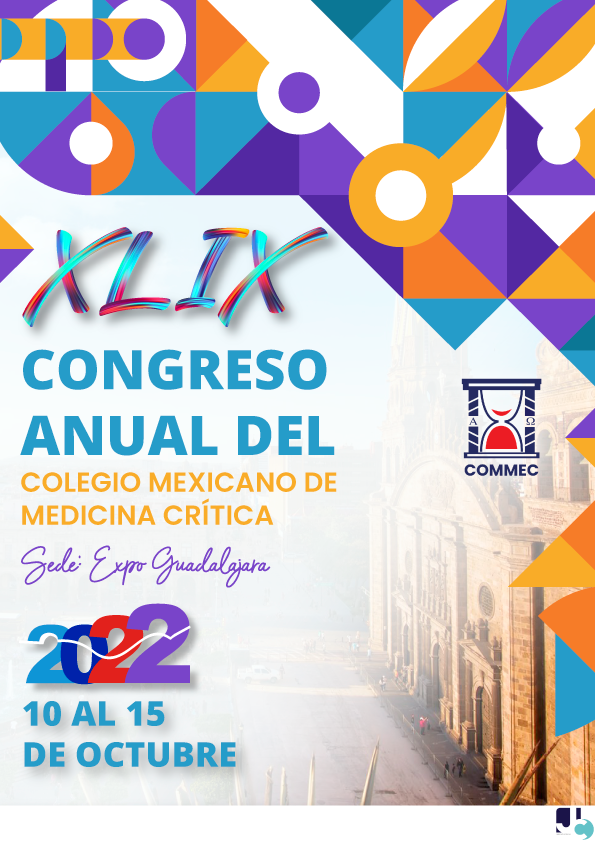 XLIX
CONGRESO
ANUAL DEL
COLEGIO MEXICANO DE
MEDICINA CRÍTICA
Sede: Expo Guadalajara
2022
10 AL 15
DE OCTUBRE
Α Ω
COMMEC